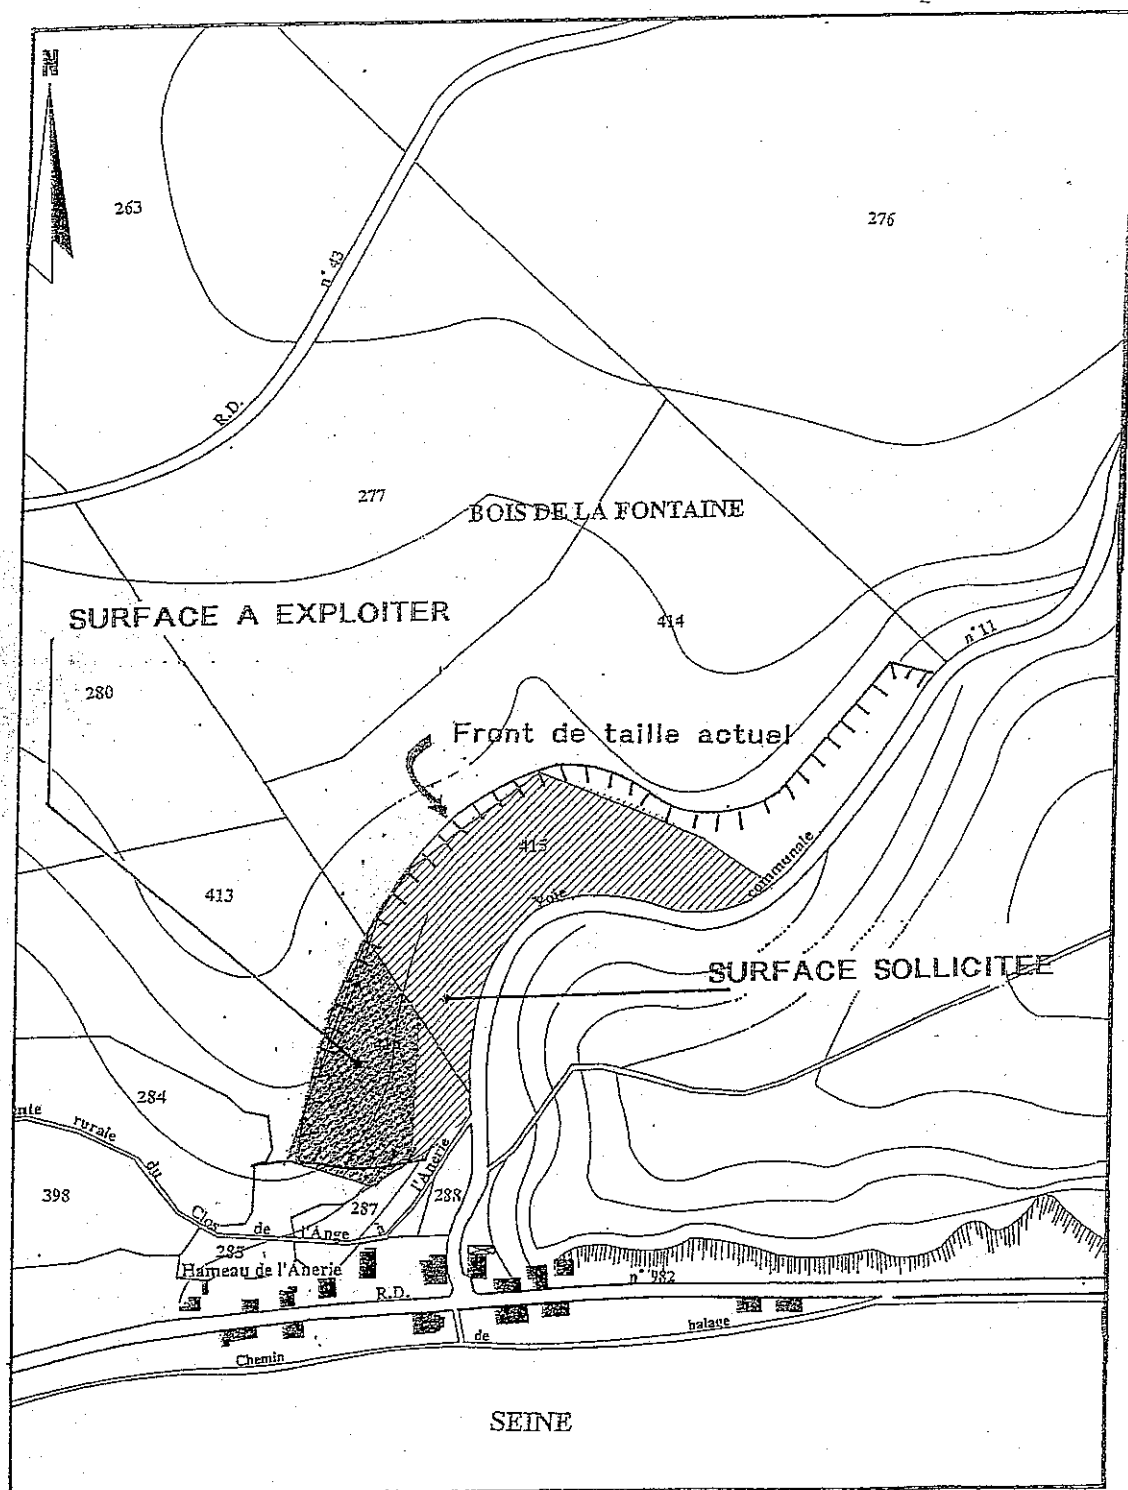 N
263
276
n° 43
R.D.
277
BOIS DE LA FONTAINE
SURFACE A EXPLOITER
414
n° 11
280
Front de taille actuel
415
communale
413
Voie
SURFACE SOLLICITEE
284
rurale
du
l'Anerie
398
287
288
Clos
de
l'Ange
à
285
Hameau de l'Anerie
n° 982
R.D.
de
halage
Chemin
SEINE